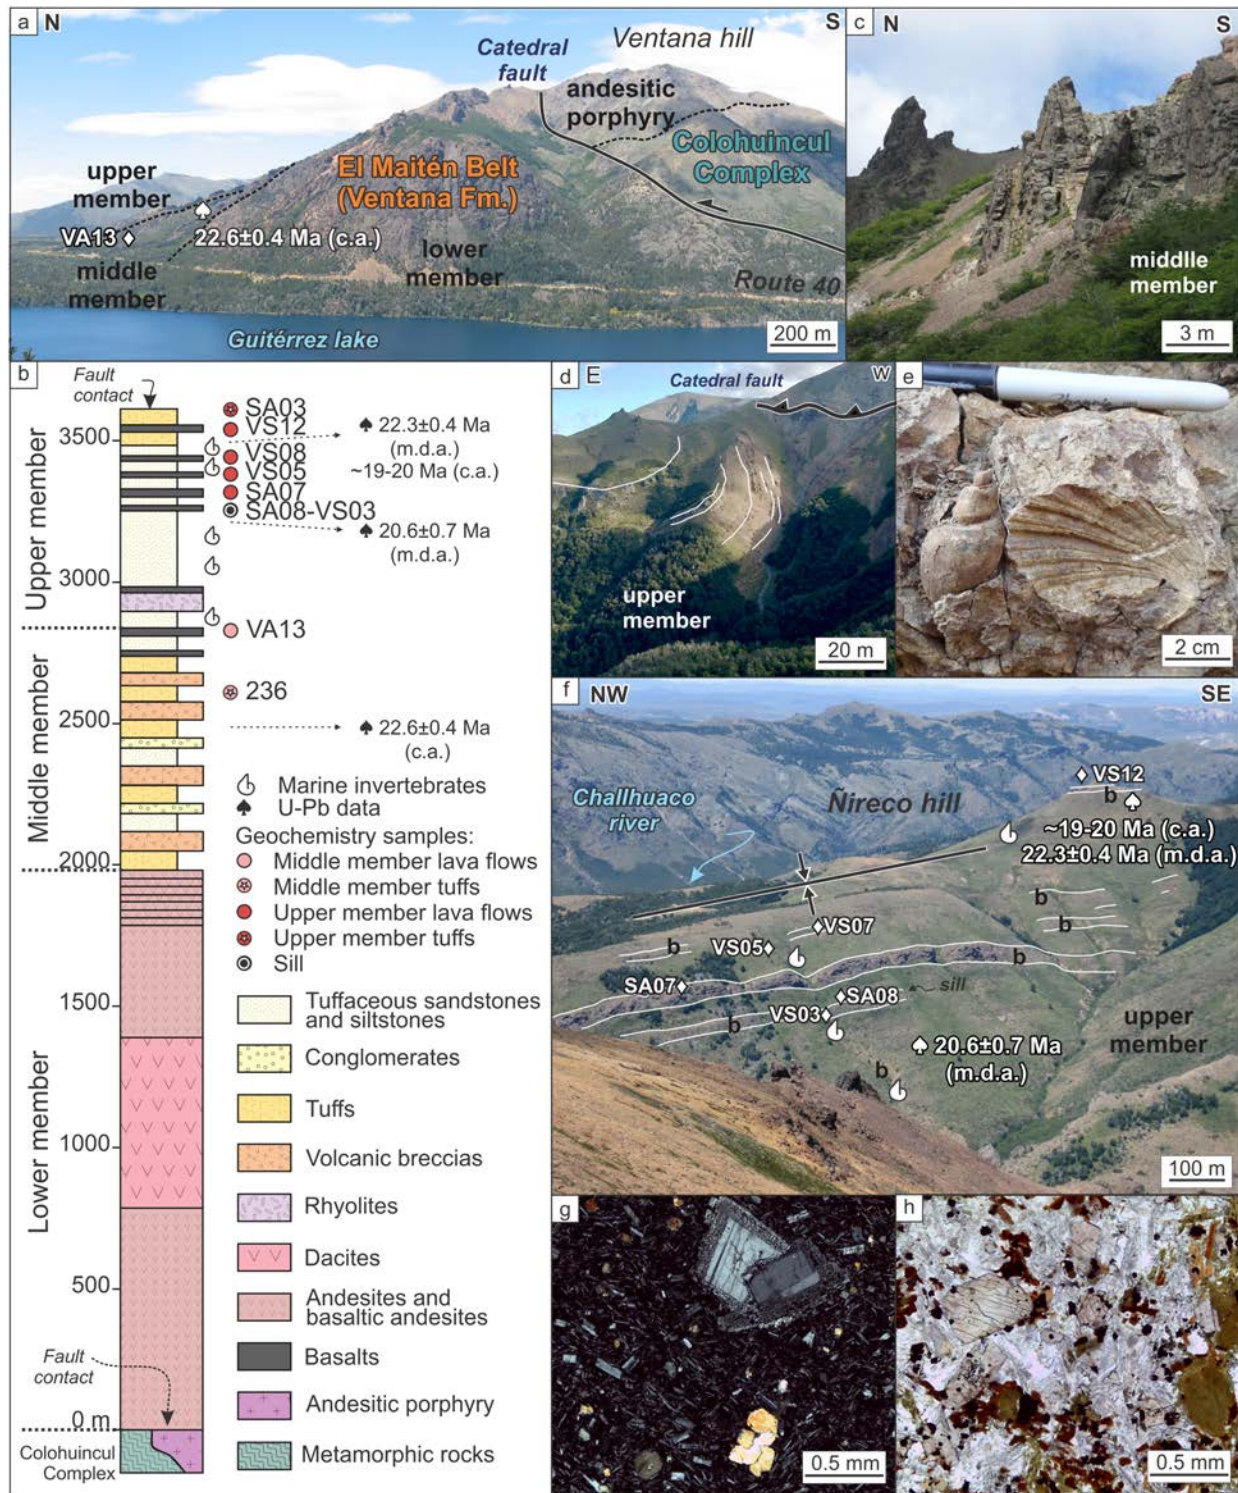 a N
S
Catedral
fault
Ventana hill
andesitic
porphyry
Colohuincul
Complex
upper
member
El Maitén Belt
(Ventana Fm.)
VA13
22.6±0.4 Ma (c.a.)
lower
member
middle
member
Route 40
Guitérrez lake
200 m
c N
S
middlle
member
3 m
b
Fault
contact
3500
3000
2500
2000
1500
1000
500
0 m
Upper member
Middle member
Lower member
Fault
contact
Colohuincul
Complex
SA03
VS12
VS08
VS05
SA07
SA08-VS03
VA13
236
22.3±0.4 Ma
(m.d.a.)
~19-20 Ma (c.a.)
20.6±0.7 Ma
(m.d.a.)
22.6±0.4 Ma
(c.a.)
Marine invertebrates
U-Pb data
Geochemistry samples:
Middle member lava flows
Middle member tuffs
Upper member lava flows
Upper member tuffs
Sill
Tuffaceous sandstones
and siltstones
Conglomerates
Tuffs
Volcanic breccias
Rhyolites
Dacites
Andesites and
basaltic andesites
Basalts
Andesitic porphyry
Metamorphic rocks
d E
W
Catedral fault
upper
member
20 m
e
2 cm
f NW
SE
VS12
b
Challhuaco
river
Ñireco hill
~19-20 Ma (c.a.)
22.3±0.4 Ma (m.d.a.)
b
VS07
b
VS05
b
SA07
SA08
sill
VS03
b
upper
member
20.6±0.7 Ma
(m.d.a.)
b
100 m
g
0.5 mm
h
0.5 mm